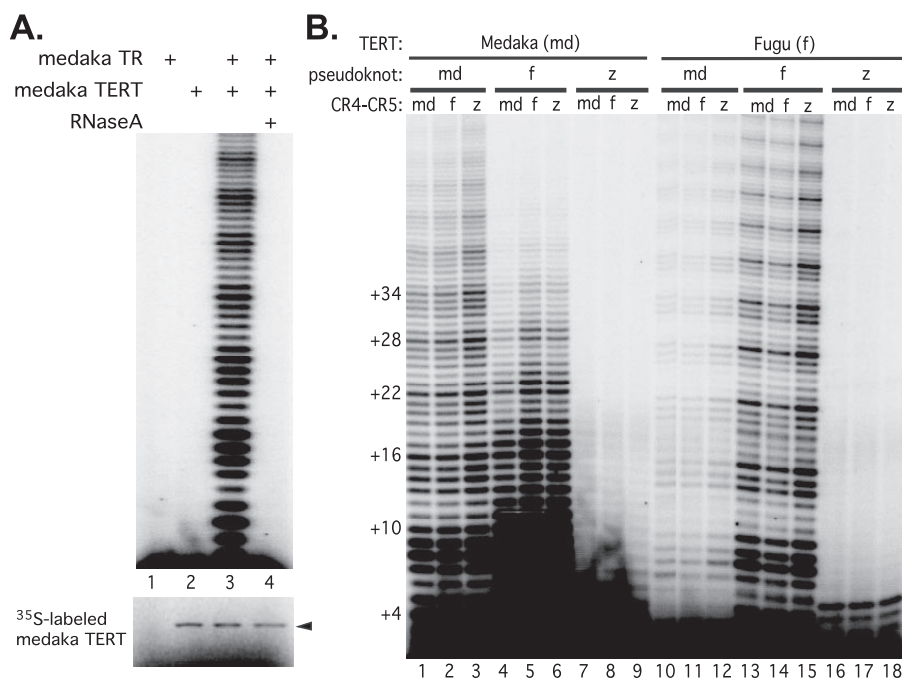 A.
medaka TR + + +
medaka TERT + + +
RNaseA +
1 2 3 4
35S-labeled
medaka TERT
B.
TERT: Medaka (md) Fugu (f)
pseudoknot: md f z md f z
CR4-CR5: md f z md f z md f z md f z md f z md f z
+34
+28
+22
+16
+10
+4
1 2 3 4 5 6 7 8 9 10 11 12 13 14 15 16 17 18